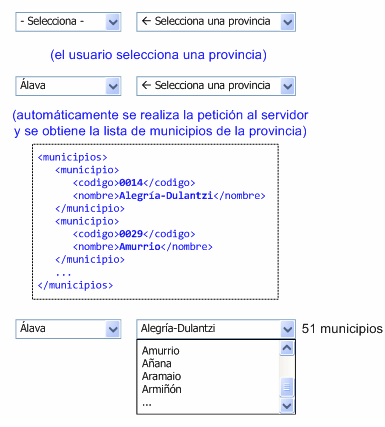 - Selecciona - ← Selecciona una provincia
(el usuario selecciona una provincia)
Álava ← Selecciona una provincia
(automáticamente se realiza la petición al servidor
y se obtiene la lista de municipios de la provincia)
<municipios>
<municipio>
<codigo>0014</codigo>
<nombre>Alegría-Dulantzi</nombre>
</municipio>
<municipio>
<codigo>0029</codigo>
<nombre>Amurrio</nombre>
</municipio>
...
</municipios>
Álava Alegría-Dulantzi 51 municipios
Amurrio
Añana
Aramaio
Armiñón
...